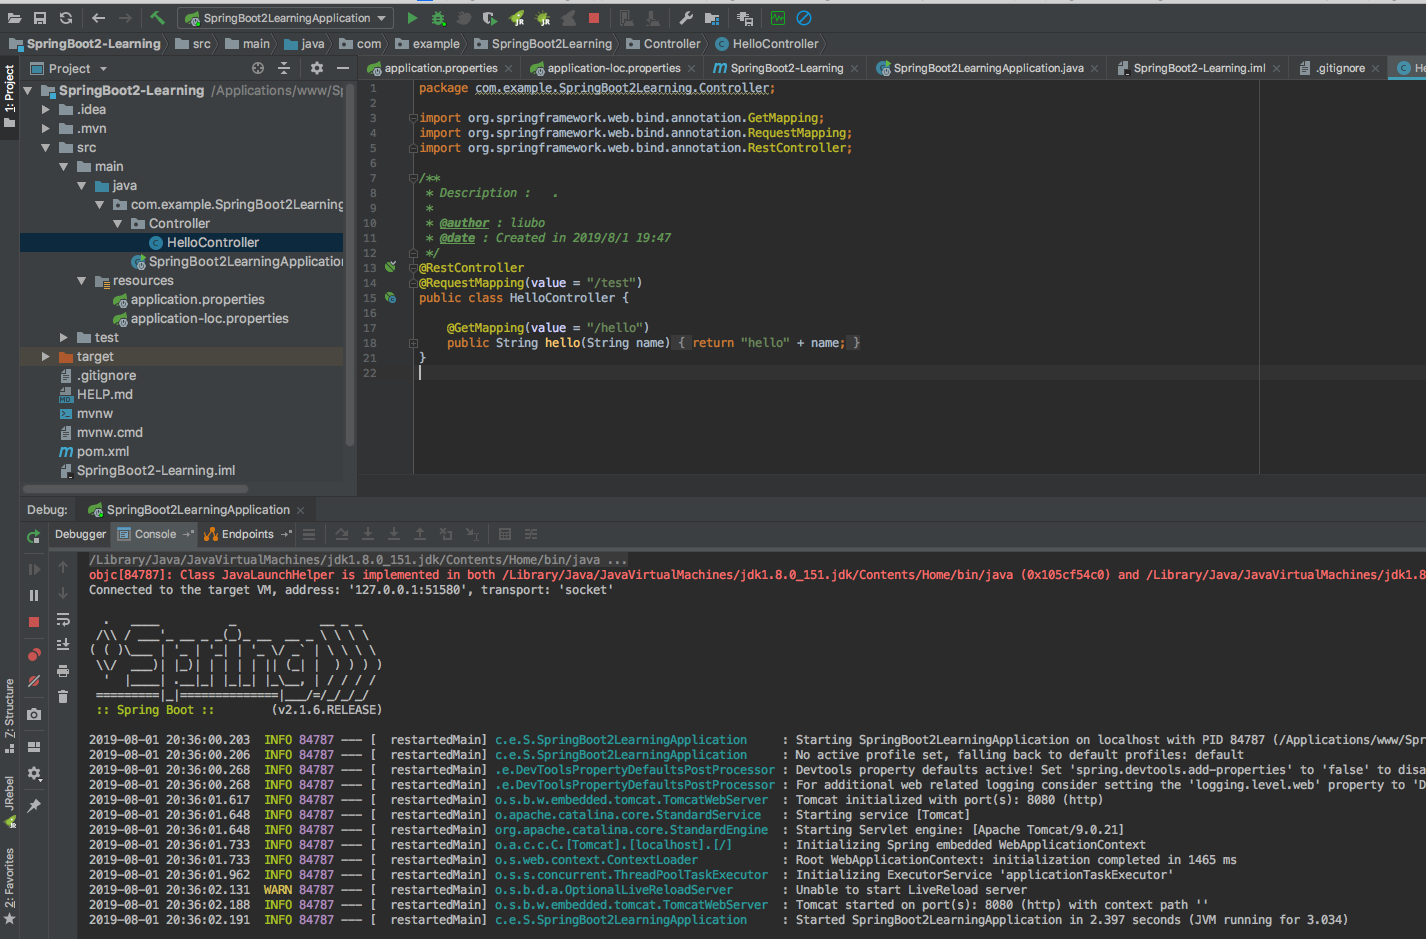 SpringBoot2LearningApplication
SpringBoot2-Learning src main java com example SpringBoot2Learning Controller HelloController
Project
application.properties application-loc.properties SpringBoot2-Learning SpringBoot2LearningApplication.java SpringBoot2-Learning.iml .gitignore He
1: Project
SpringBoot2-Learning /Applications/www/Sp
.idea
.mvn
src
main
java
com.example.SpringBoot2Learning
Controller
HelloController
SpringBoot2LearningApplication
resources
application.properties
application-loc.properties
test
target
.gitignore
HELP.md
mvnw
mvnw.cmd
pom.xml
SpringBoot2-Learning.iml
1 package com.example.SpringBoot2Learning.Controller;
2
3 import org.springframework.web.bind.annotation.GetMapping;
4 import org.springframework.web.bind.annotation.RequestMapping;
5 import org.springframework.web.bind.annotation.RestController;
6
7 /**
8 * Description : .
9 *
10 * @author : liubo
11 * @date : Created in 2019/8/1 19:47
12 */
13 @RestController
14 @RequestMapping(value = "/test")
15 public class HelloController {
16
17 @GetMapping(value = "/hello")
18 public String hello(String name) { return "hello" + name; }
21 }
22
Debug: SpringBoot2LearningApplication
Debugger Console Endpoints
/Library/Java/JavaVirtualMachines/jdk1.8.0_151.jdk/Contents/Home/bin/java ...
objc[84787]: Class JavaLaunchHelper is implemented in both /Library/Java/JavaVirtualMachines/jdk1.8.0_151.jdk/Contents/Home/bin/java (0x105cf54c0) and /Library/Java/JavaVirtualMachines/jdk1.8
Connected to the target VM, address: '127.0.0.1:51580', transport: 'socket'
Spring
:: Spring Boot :: (v2.1.6.RELEASE)
2019-08-01 20:36:00.203 INFO 84787 --- [ restartedMain] c.e.S.SpringBoot2LearningApplication : Starting SpringBoot2LearningApplication on localhost with PID 84787 (/Applications/www/Spr
2019-08-01 20:36:00.206 INFO 84787 --- [ restartedMain] c.e.S.SpringBoot2LearningApplication : No active profile set, falling back to default profiles: default
2019-08-01 20:36:00.268 INFO 84787 --- [ restartedMain] .e.DevToolsPropertyDefaultsPostProcessor : Devtools property defaults active! Set 'spring.devtools.add-properties' to 'false' to disa
2019-08-01 20:36:00.268 INFO 84787 --- [ restartedMain] .e.DevToolsPropertyDefaultsPostProcessor : For additional web related logging consider setting the 'logging.level.web' property to 'D
2019-08-01 20:36:01.617 INFO 84787 --- [ restartedMain] o.s.b.w.embedded.tomcat.TomcatWebServer : Tomcat initialized with port(s): 8080 (http)
2019-08-01 20:36:01.648 INFO 84787 --- [ restartedMain] o.apache.catalina.core.StandardService : Starting service [Tomcat]
2019-08-01 20:36:01.648 INFO 84787 --- [ restartedMain] org.apache.catalina.core.StandardEngine : Starting Servlet engine: [Apache Tomcat/9.0.21]
2019-08-01 20:36:01.733 INFO 84787 --- [ restartedMain] o.a.c.c.C.[Tomcat].[localhost].[/] : Initializing Spring embedded WebApplicationContext
2019-08-01 20:36:01.733 INFO 84787 --- [ restartedMain] o.s.web.context.ContextLoader : Root WebApplicationContext: initialization completed in 1465 ms
2019-08-01 20:36:01.962 INFO 84787 --- [ restartedMain] o.s.s.concurrent.ThreadPoolTaskExecutor : Initializing ExecutorService 'applicationTaskExecutor'
2019-08-01 20:36:02.131 WARN 84787 --- [ restartedMain] o.s.b.d.a.OptionalLiveReloadServer : Unable to start LiveReload server
2019-08-01 20:36:02.188 INFO 84787 --- [ restartedMain] o.s.b.w.embedded.tomcat.TomcatWebServer : Tomcat started on port(s): 8080 (http) with context path ''
2019-08-01 20:36:02.191 INFO 84787 --- [ restartedMain] c.e.S.SpringBoot2LearningApplication : Started SpringBoot2LearningApplication in 2.397 seconds (JVM running for 3.034)
Z: Structure
JRebel
2: Favorites